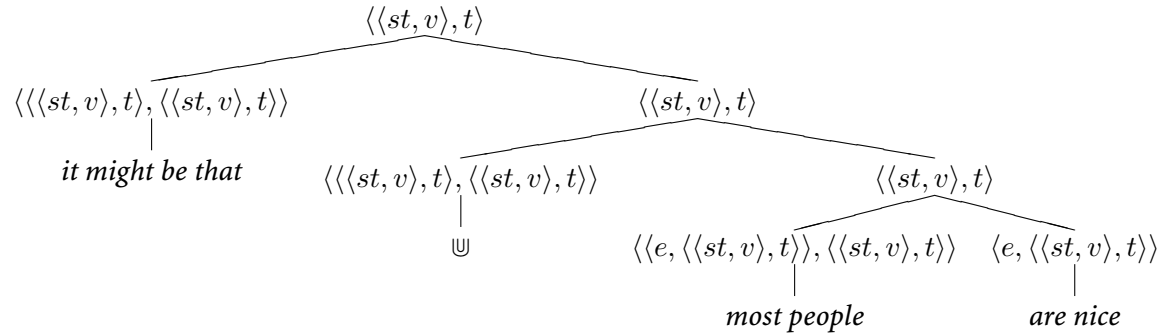 ⟨⟨st, v⟩, t⟩
⟨⟨⟨st, v⟩, t⟩, ⟨⟨st, v⟩, t⟩⟩ ⟨⟨st, v⟩, t⟩
it might be that ⟨⟨⟨st, v⟩, t⟩, ⟨⟨st, v⟩, t⟩⟩ ⟨⟨st, v⟩, t⟩
⋓ ⟨⟨e, ⟨⟨st, v⟩, t⟩⟩, ⟨⟨st, v⟩, t⟩⟩ ⟨e, ⟨⟨st, v⟩, t⟩⟩
most people are nice